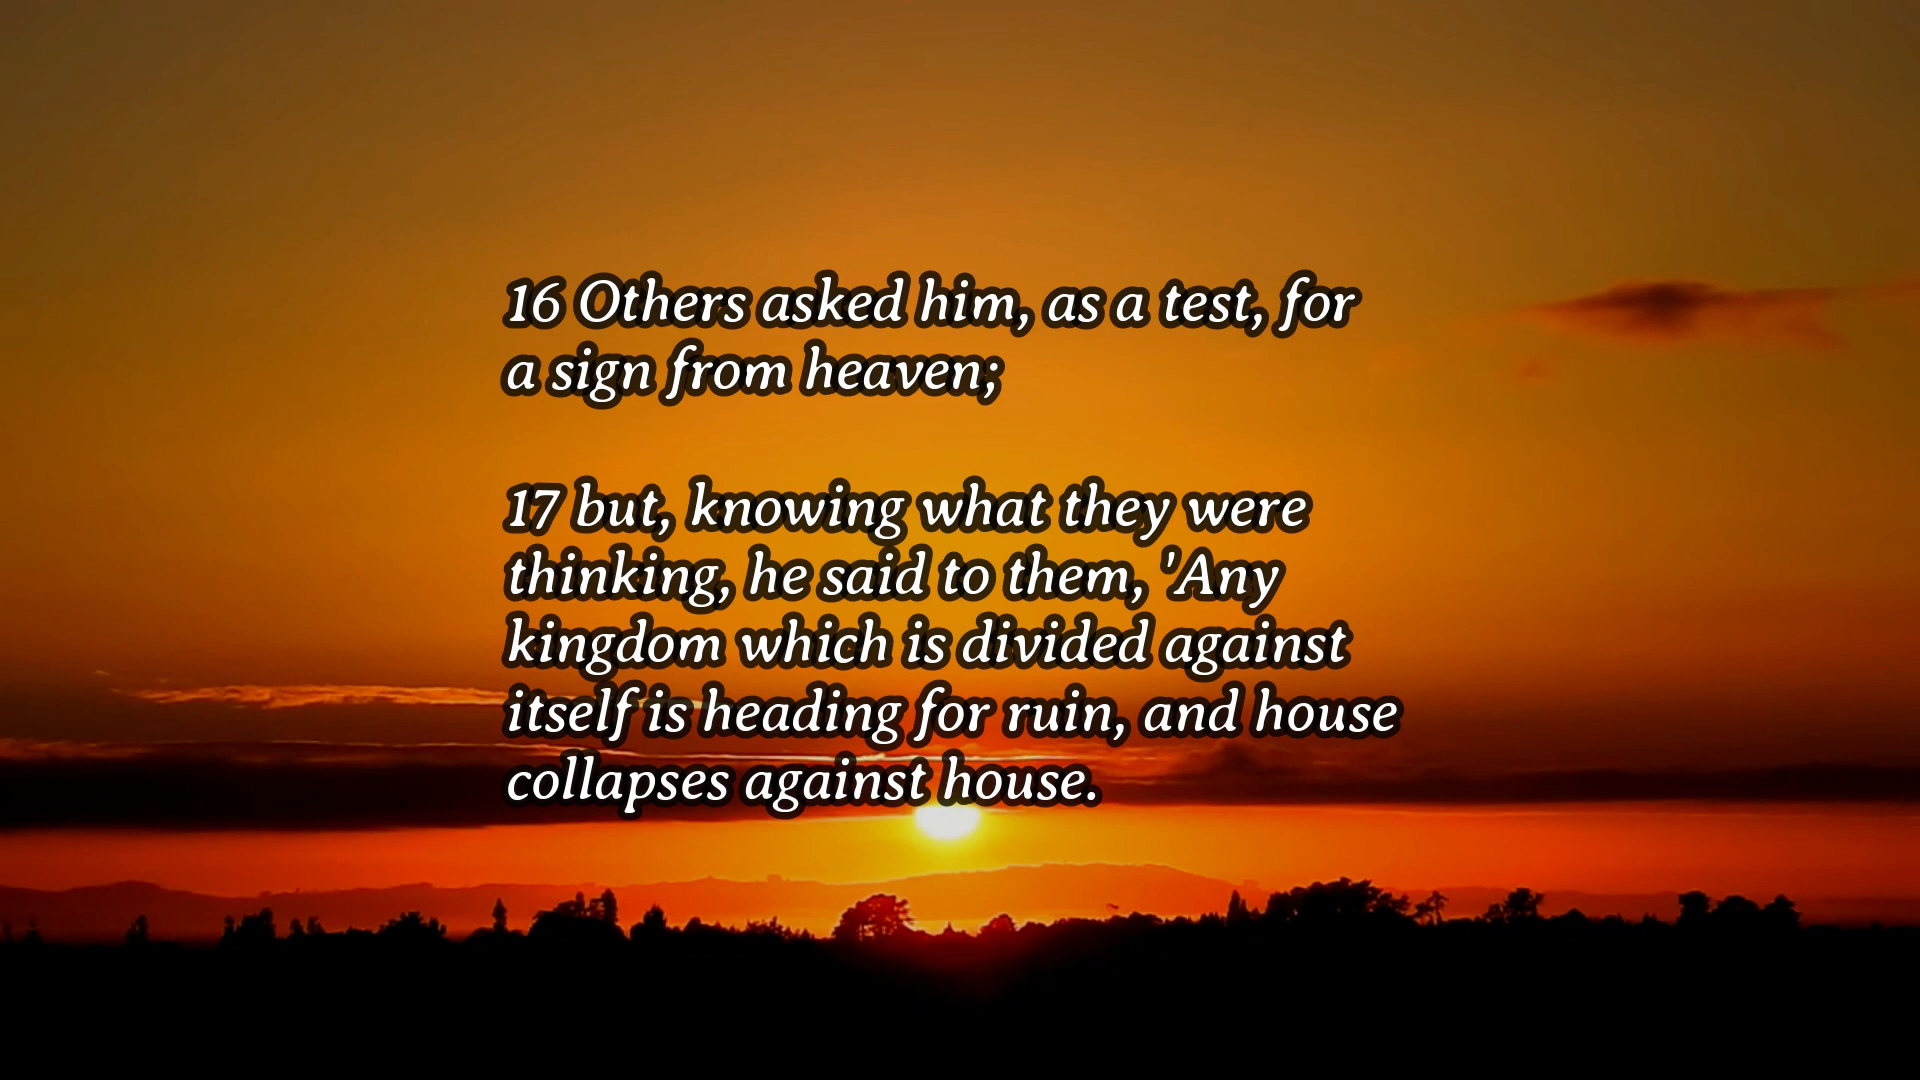 16 Others asked him, as a test, for
a sign from heaven;
17 but, knowing what they were
thinking, he said to them, 'Any
kingdom which is divided against
itself is heading for ruin, and house
collapses against house.